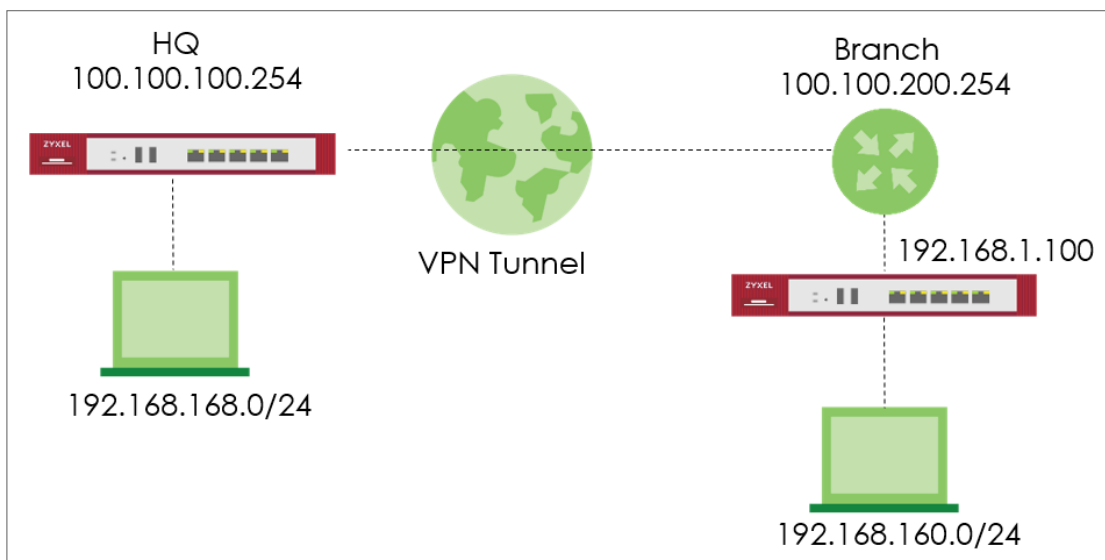 HQ
100.100.100.254
ZYXEL
192.168.168.0/24
VPN Tunnel
Branch
100.100.200.254
192.168.1.100
ZYXEL
192.168.160.0/24